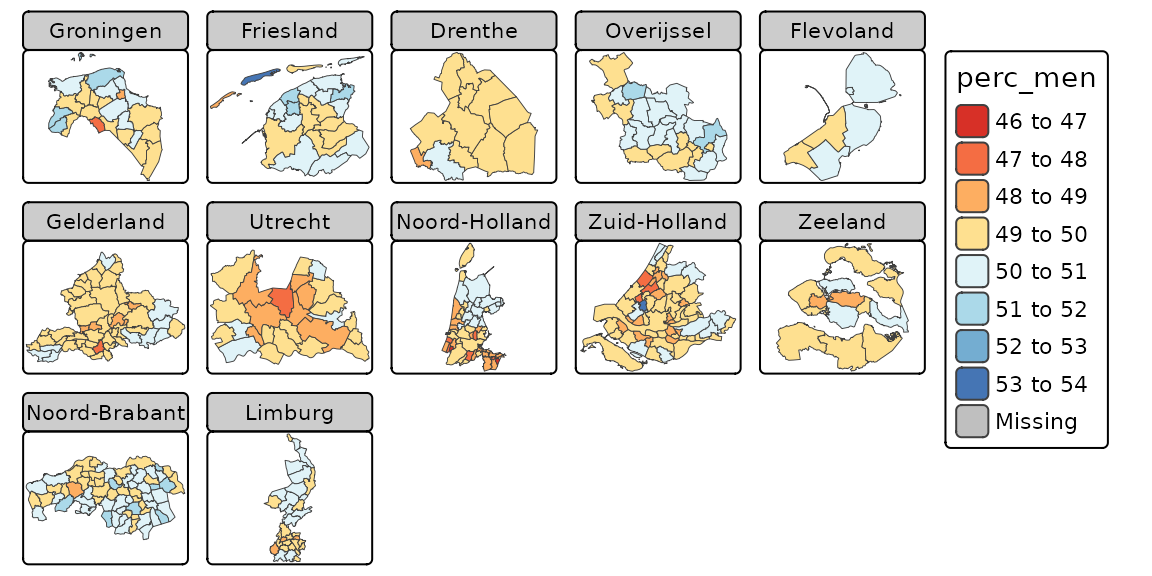 Groningen
Friesland
Drenthe
Overijssel
Flevoland
perc_men
46 to 47
47 to 48
48 to 49
49 to 50
50 to 51
51 to 52
52 to 53
53 to 54
Missing
Gelderland
Utrecht
Noord-Holland
Zuid-Holland
Zeeland
Noord-Brabant
Limburg